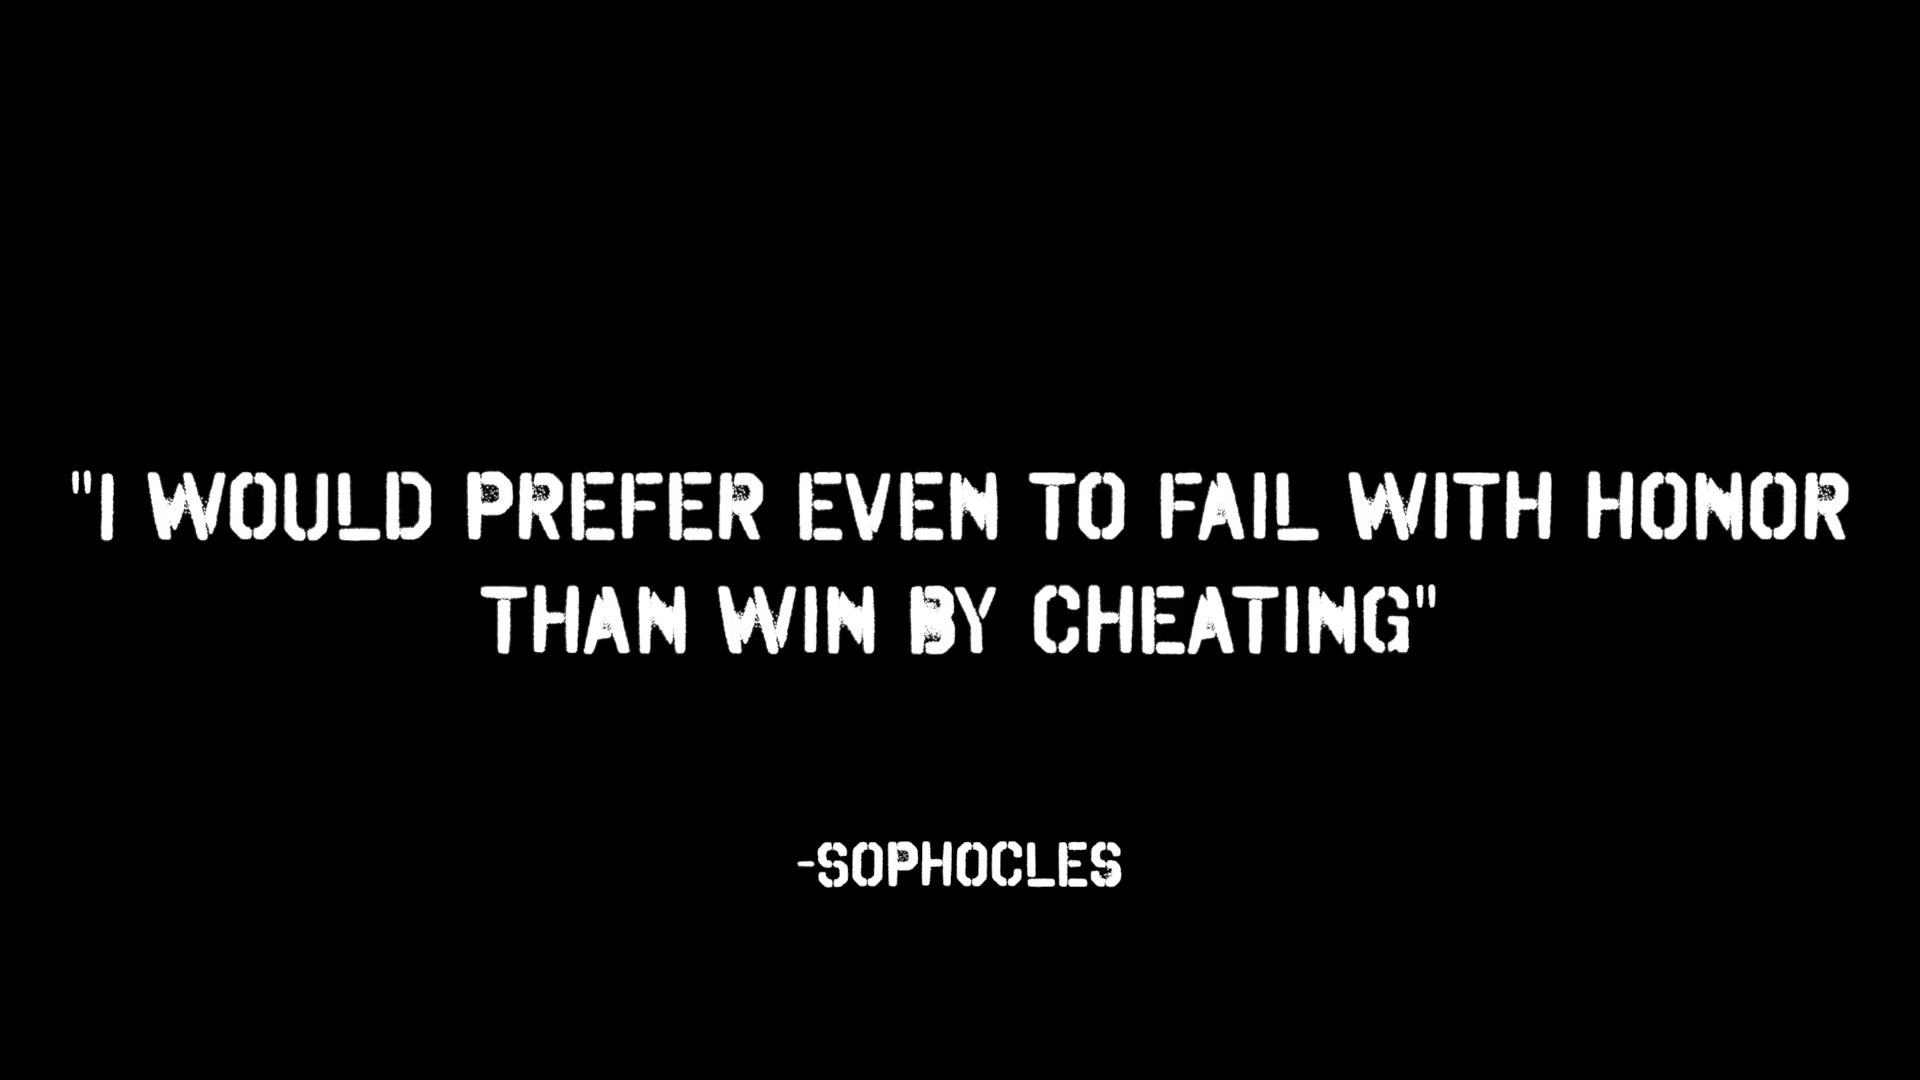 "I WOULD PREFER EVEN TO FAIL WITH HONOR
THAN WIN BY CHEATING"
-SOPHOCLES